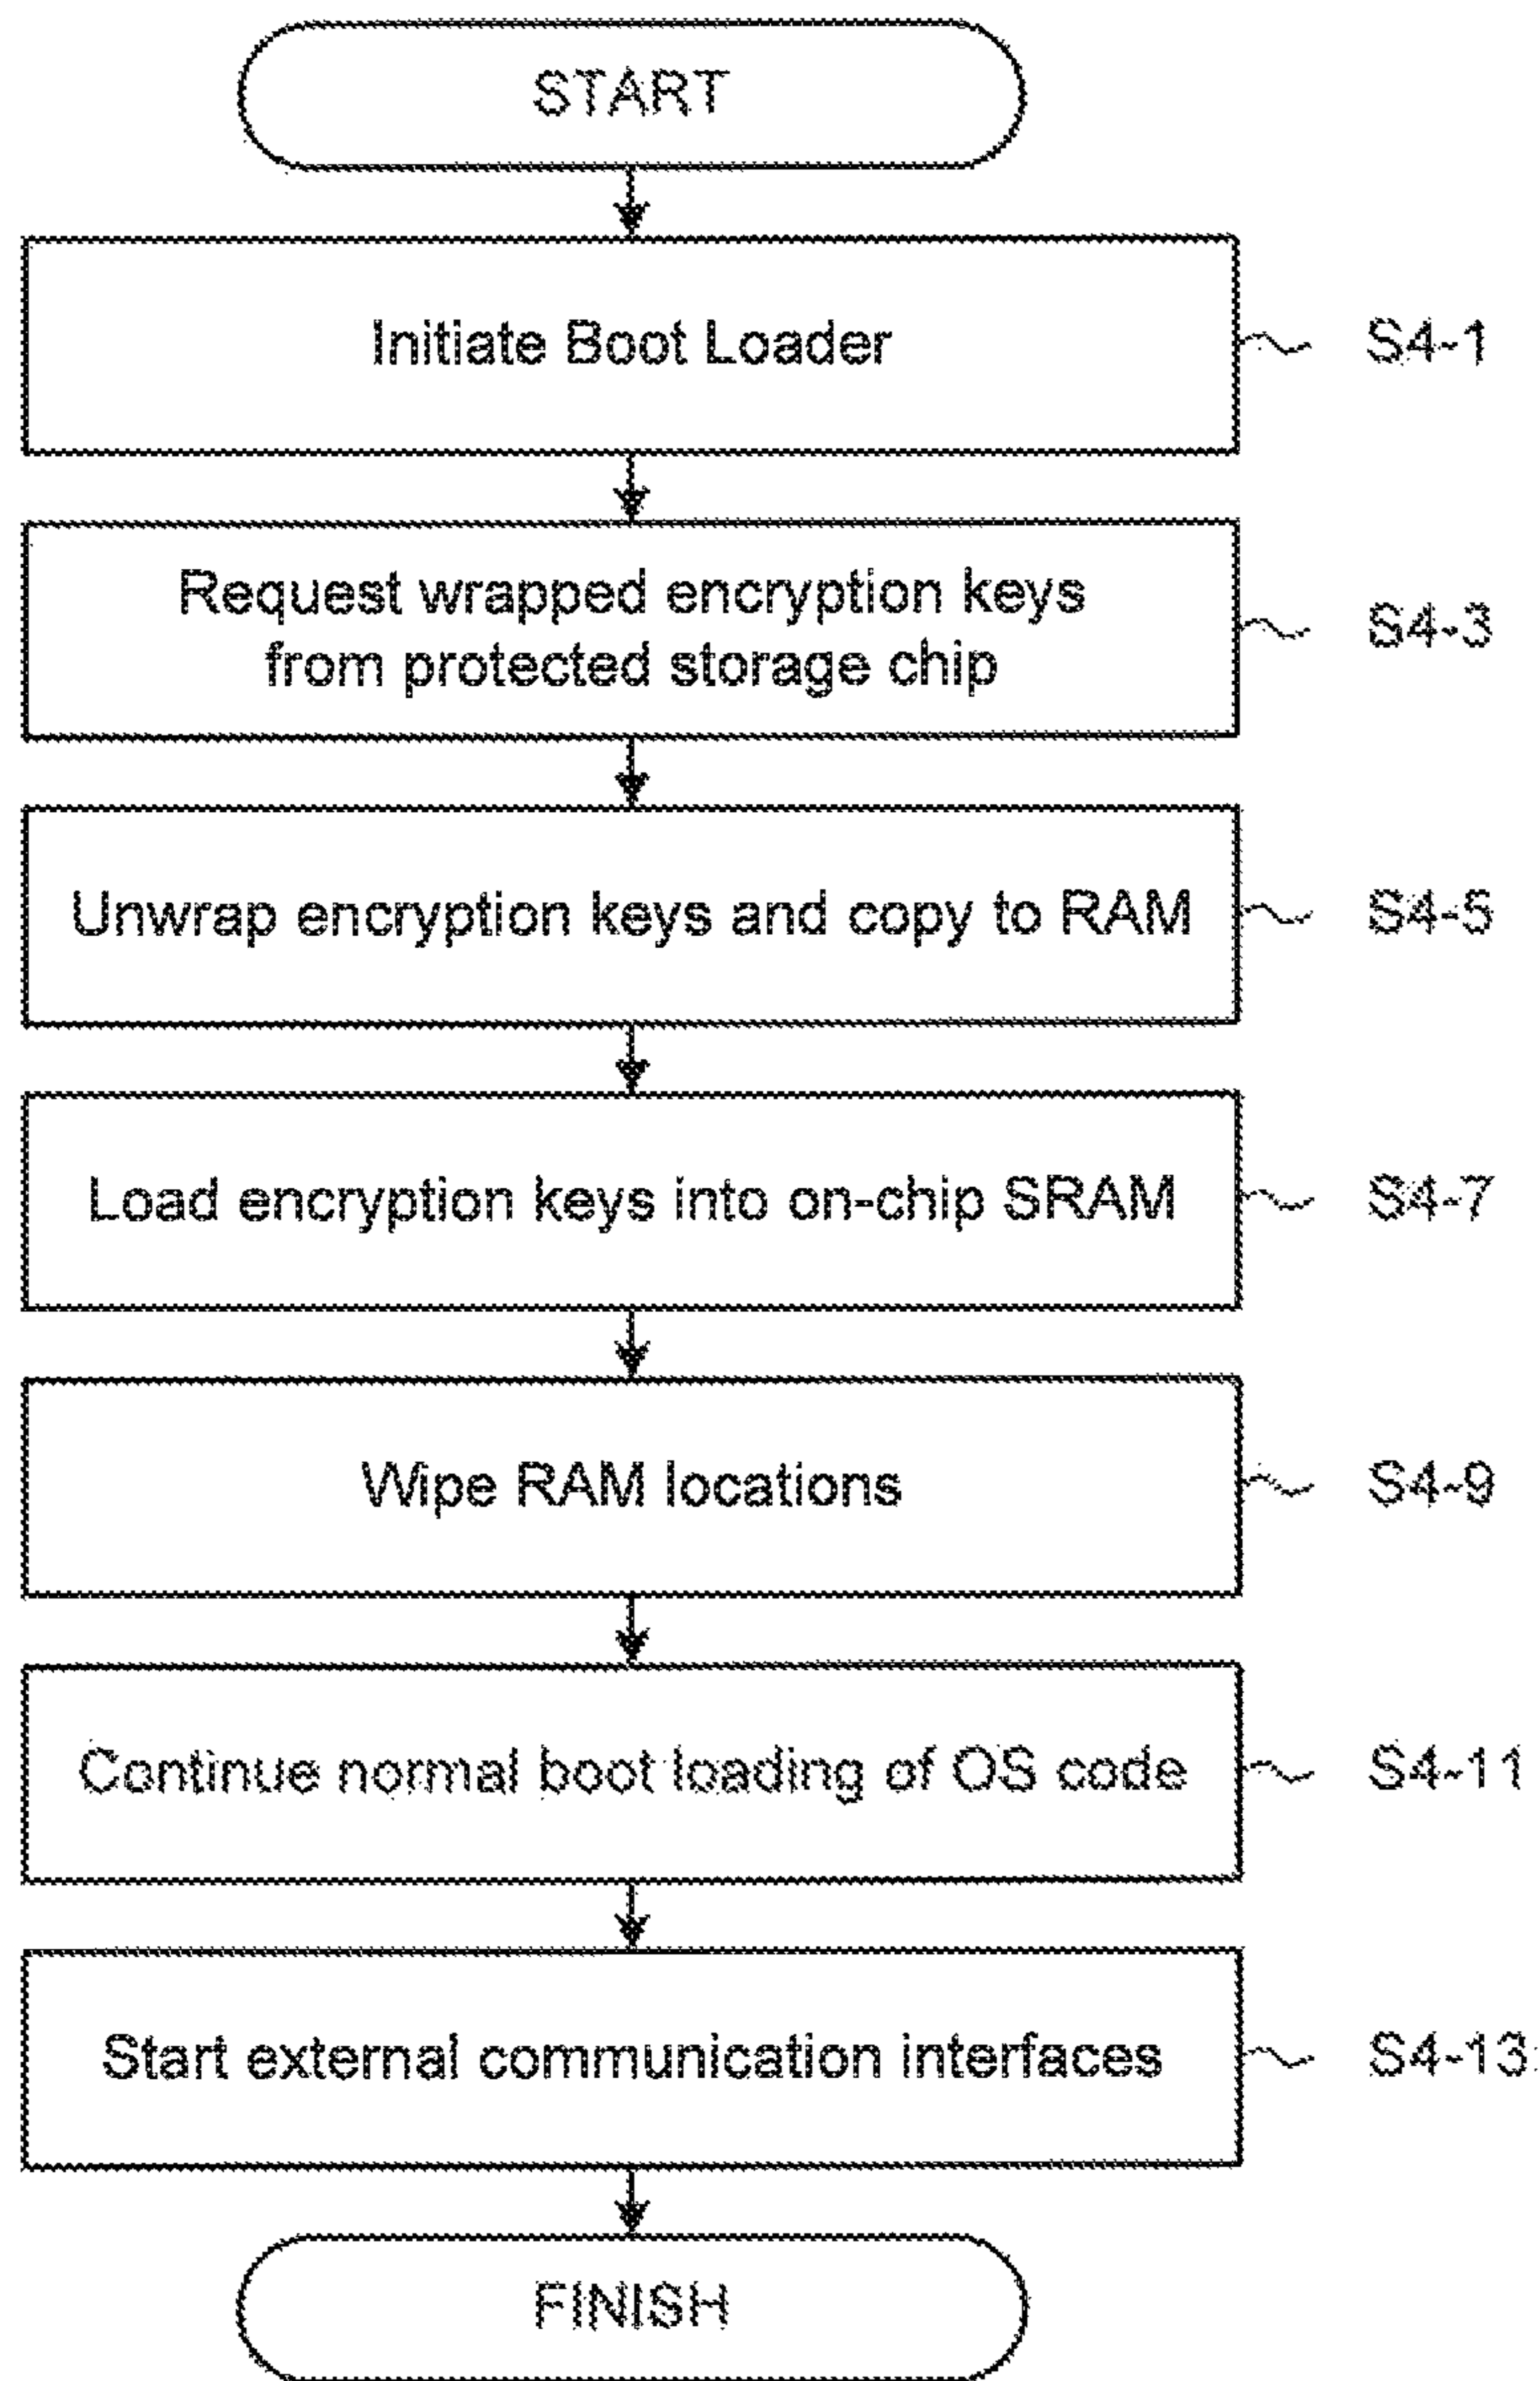 START
Initiate Boot Loader
S4-1
Request wrapped encryption keys
from protected storage chip
S4-3
Unwrap encryption keys and copy to RAM
S4-5
Load encryption keys into on-chip SRAM
S4-7
Wipe RAM locations
S4-9
Continue normal boot loading of OS code
S4-11
Start external communication interfaces
S4-13
FINISH